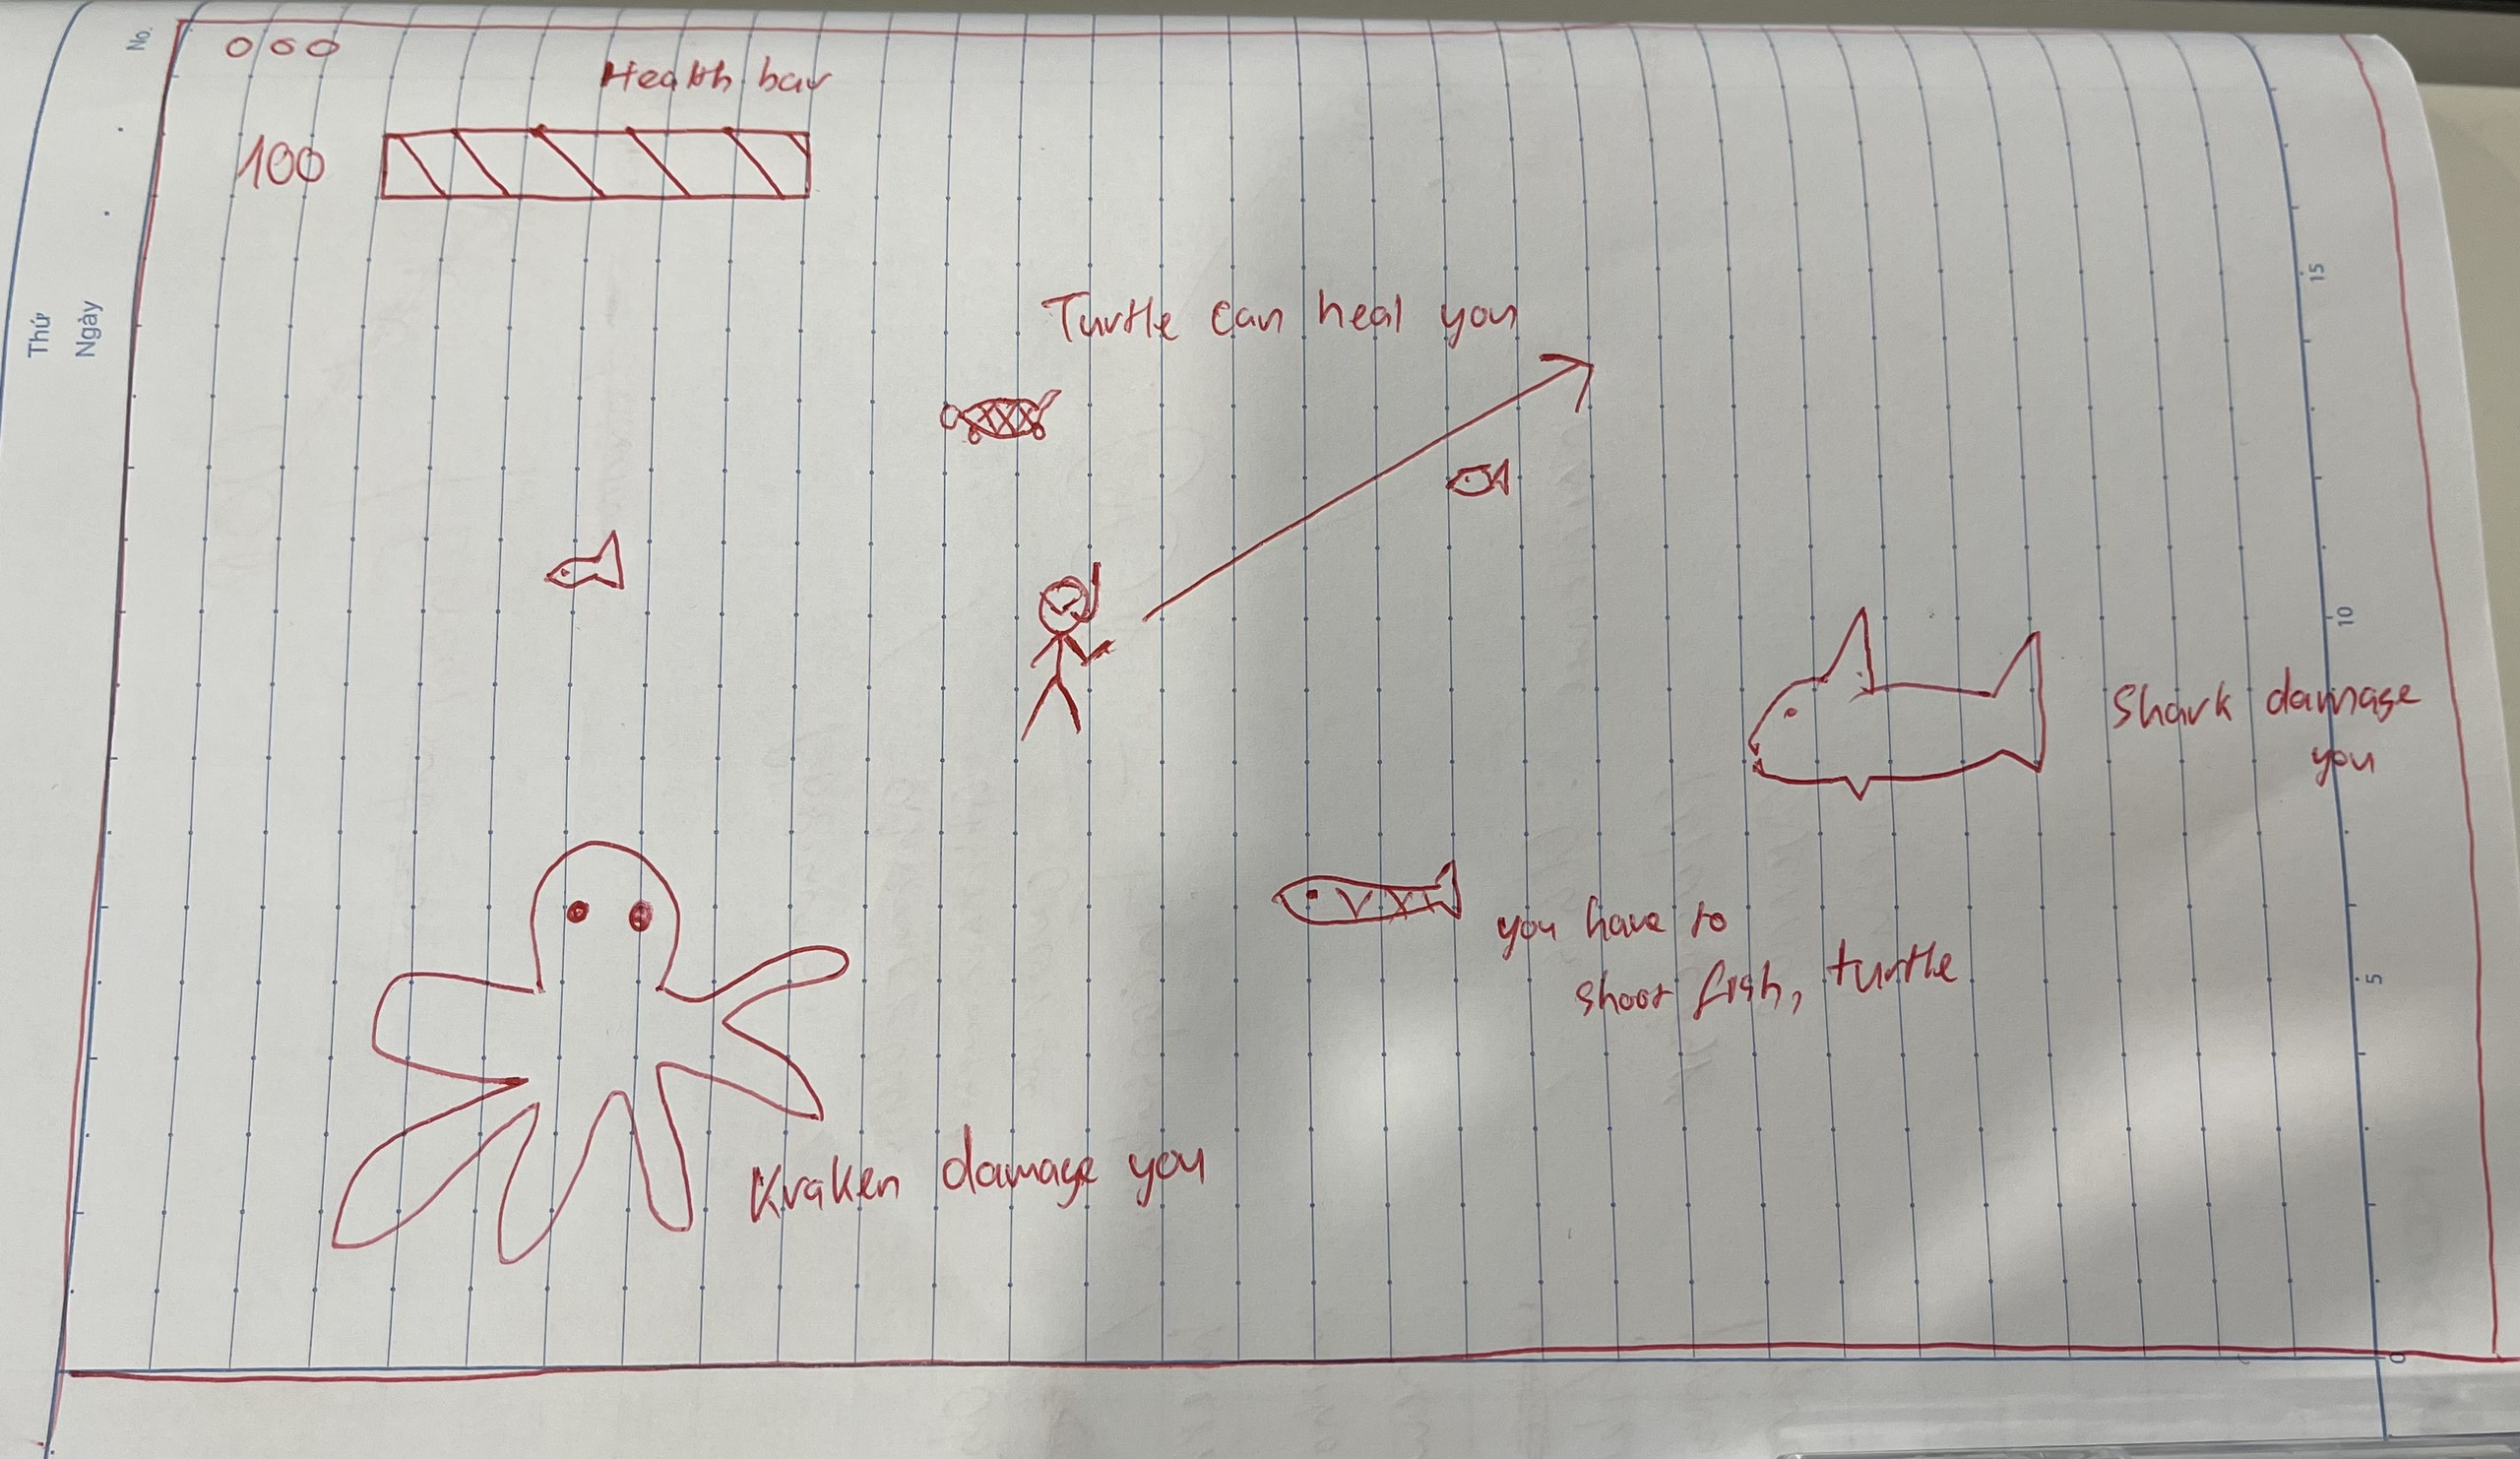 No.
Thứ
Ngày
000
Health bar
100
Turtle can heal you
Shark damage
you
you have to
shoot fish, turtle
Kraken damage you
15
10
5
0